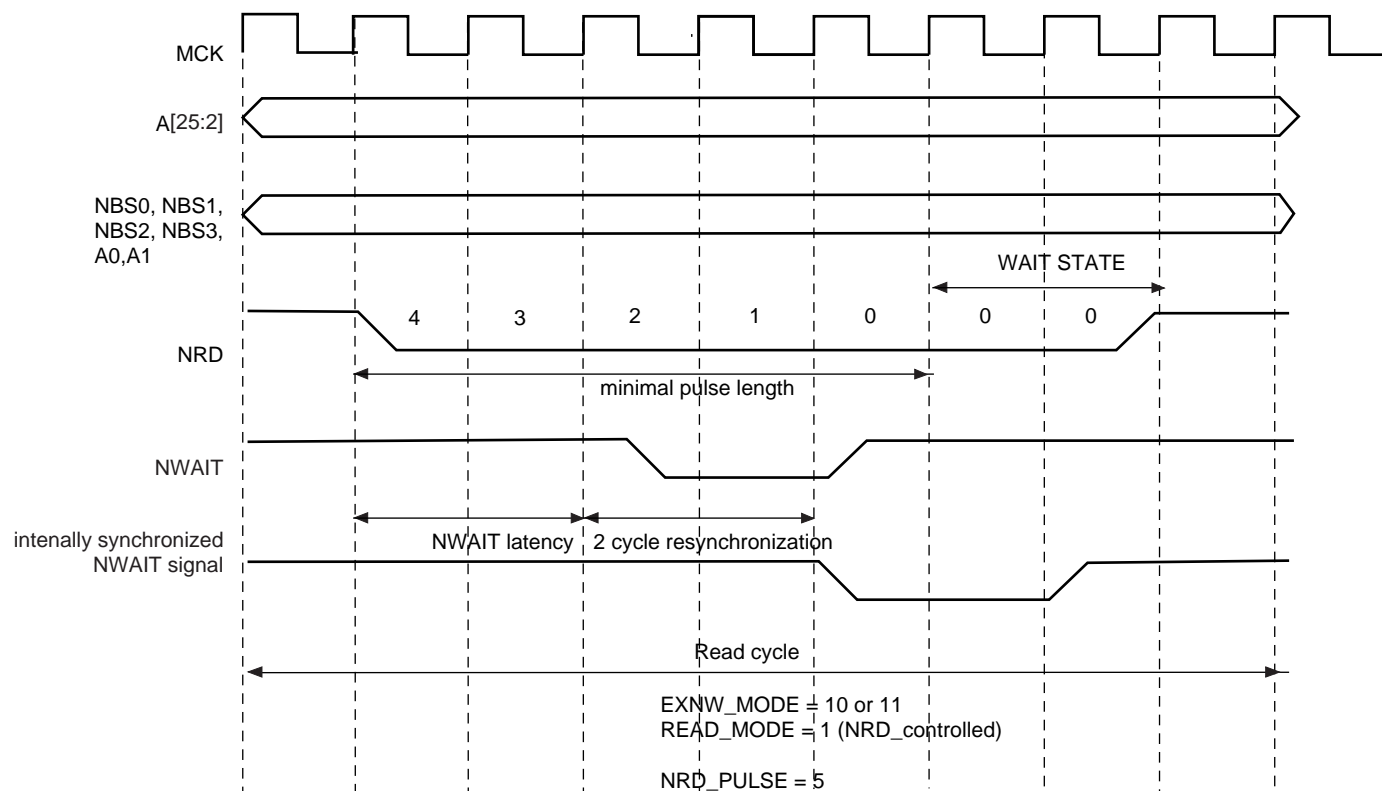 MCK
A[25:2]
NBS0, NBS1,
NBS2, NBS3,
A0,A1
WAIT STATE
4 3 2 1 0 0 0
NRD
minimal pulse length
NWAIT
NWAIT latency 2 cycle resynchronization
intenally synchronized
NWAIT signal
Read cycle
EXNW_MODE = 10 or 11
READ_MODE = 1 (NRD_controlled)
NRD_PULSE = 5